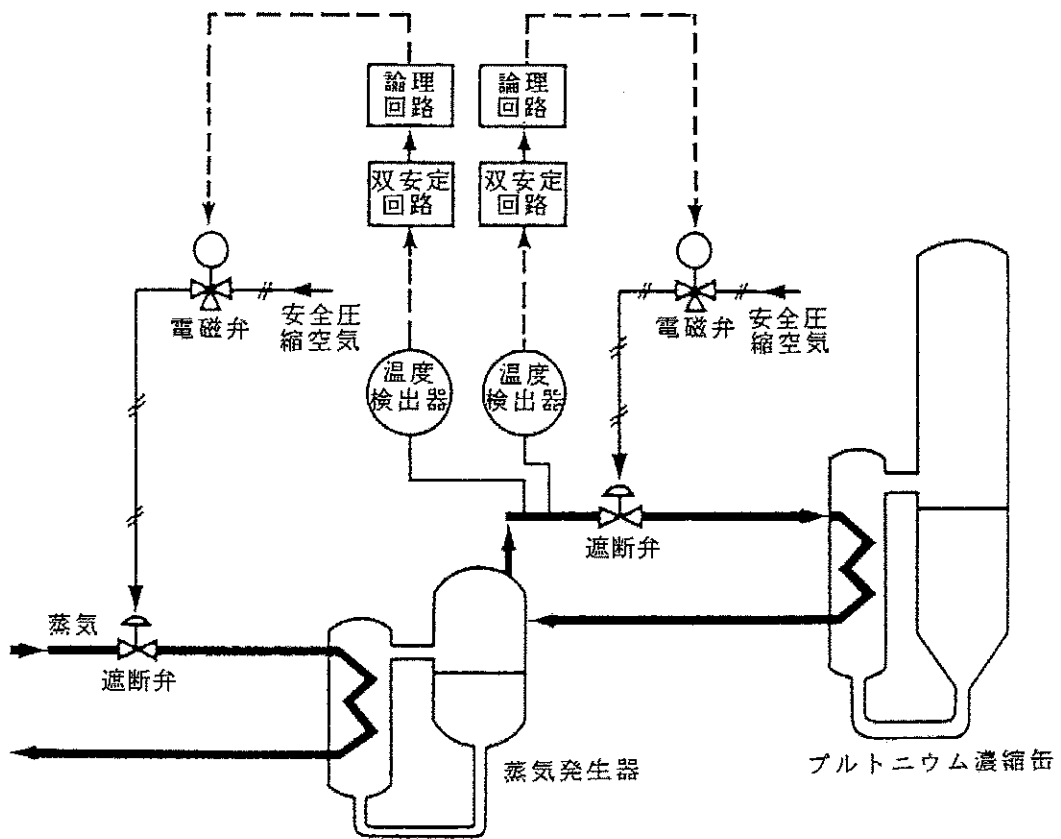 論理
回路
論理
回路
双安定
回路
双安定
回路
電磁弁
安全圧
縮空気
電磁弁
安全圧
縮空気
温度
検出器
温度
検出器
遮断弁
蒸気
遮断弁
蒸気発生器
プルトニウム濃縮缶